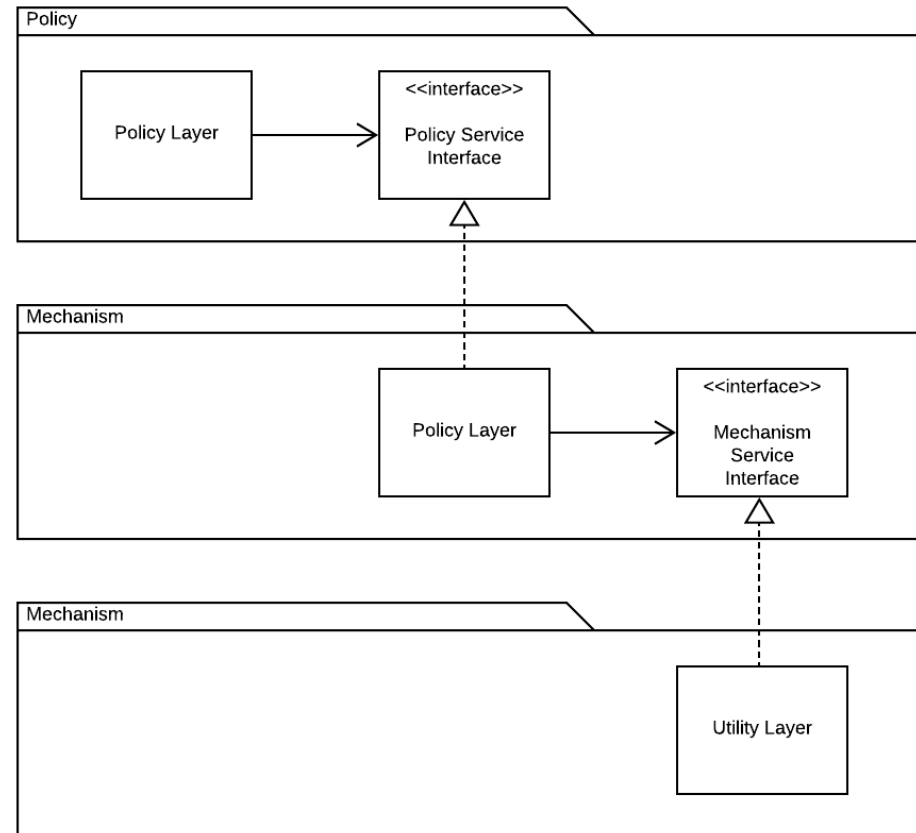 Policy
Policy Layer
<<interface>>
Policy Service
Interface
Mechanism
Policy Layer
<<interface>>
Mechanism
Service
Interface
Mechanism
Utility Layer